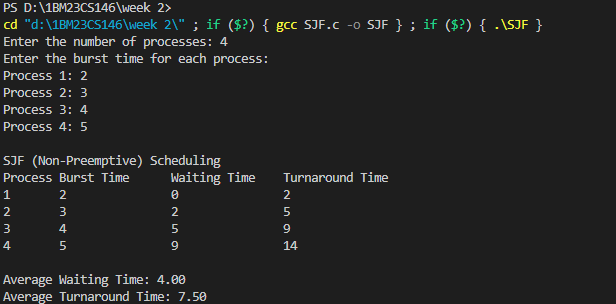 PS D:\1BM23CS146\week 2>
cd "d:\1BM23CS146\week 2\" ; if ($?) { gcc SJF.c -o SJF } ; if ($?) { .\SJF }
Enter the number of processes: 4
Enter the burst time for each process:
Process 1: 2
Process 2: 3
Process 3: 4
Process 4: 5

SJF (Non-Preemptive) Scheduling
Process Burst Time Waiting Time Turnaround Time
1 2 0 2
2 3 2 5
3 4 5 9
4 5 9 14

Average Waiting Time: 4.00
Average Turnaround Time: 7.50